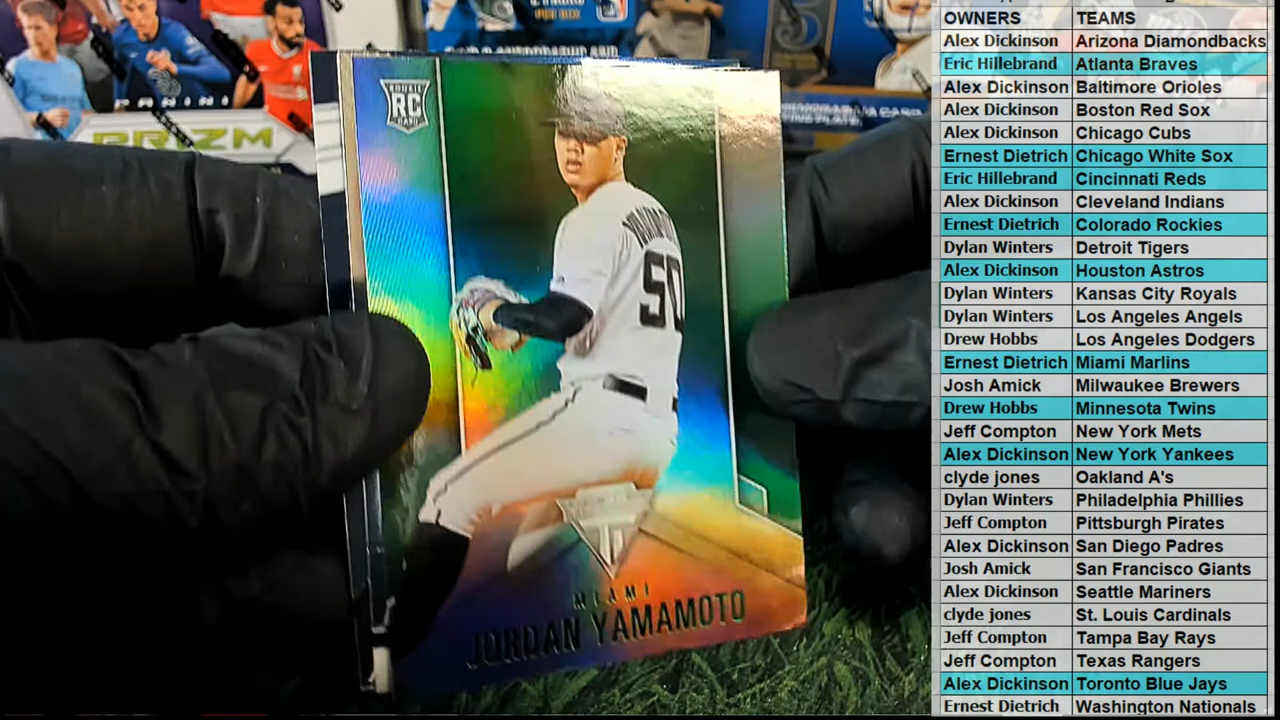 PRIZM
ROOKIE
RC
CARD
YAMAMOTO
50
MIAMI
JORDAN YAMAMOTO
OWNERS TEAMS
Alex Dickinson Arizona Diamondbacks
Eric Hillebrand Atlanta Braves
Alex Dickinson Baltimore Orioles
Alex Dickinson Boston Red Sox
Alex Dickinson Chicago Cubs
Ernest Dietrich Chicago White Sox
Eric Hillebrand Cincinnati Reds
Alex Dickinson Cleveland Indians
Ernest Dietrich Colorado Rockies
Dylan Winters Detroit Tigers
Alex Dickinson Houston Astros
Dylan Winters Kansas City Royals
Dylan Winters Los Angeles Angels
Drew Hobbs Los Angeles Dodgers
Ernest Dietrich Miami Marlins
Josh Amick Milwaukee Brewers
Drew Hobbs Minnesota Twins
Jeff Compton New York Mets
Alex Dickinson New York Yankees
clyde jones Oakland A's
Dylan Winters Philadelphia Phillies
Jeff Compton Pittsburgh Pirates
Alex Dickinson San Diego Padres
Josh Amick San Francisco Giants
Alex Dickinson Seattle Mariners
clyde jones St. Louis Cardinals
Jeff Compton Tampa Bay Rays
Jeff Compton Texas Rangers
Alex Dickinson Toronto Blue Jays
Ernest Dietrich Washington Nationals